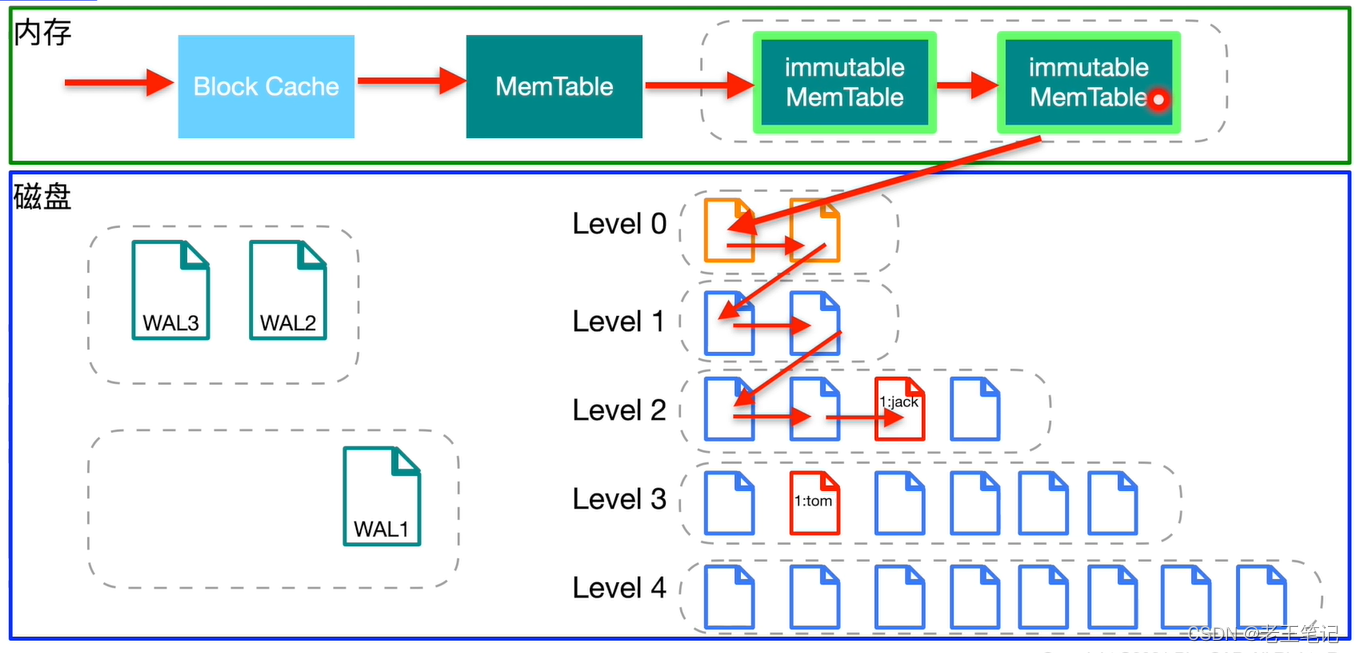 内存
Block Cache
MemTable
immutable
MemTable
immutable
MemTable
磁盘
WAL3
WAL2
WAL1
Level 0
Level 1
Level 2
1:jack
Level 3
1:tom
Level 4
CSDN @老王笔记